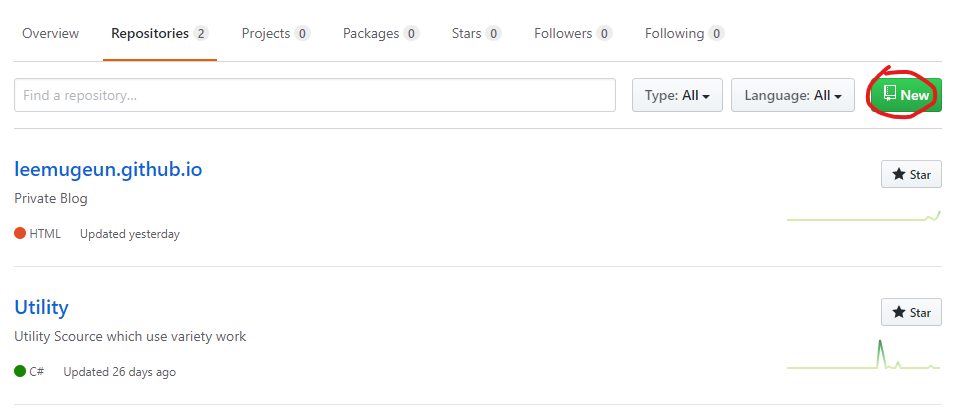 Overview Repositories 2 Projects 0 Packages 0 Stars 0 Followers 0 Following 0
Find a repository... Type: All Language: All New
leemugeun.github.io Star
Private Blog
HTML Updated yesterday
Utility Star
Utility Scource which use variety work
C# Updated 26 days ago